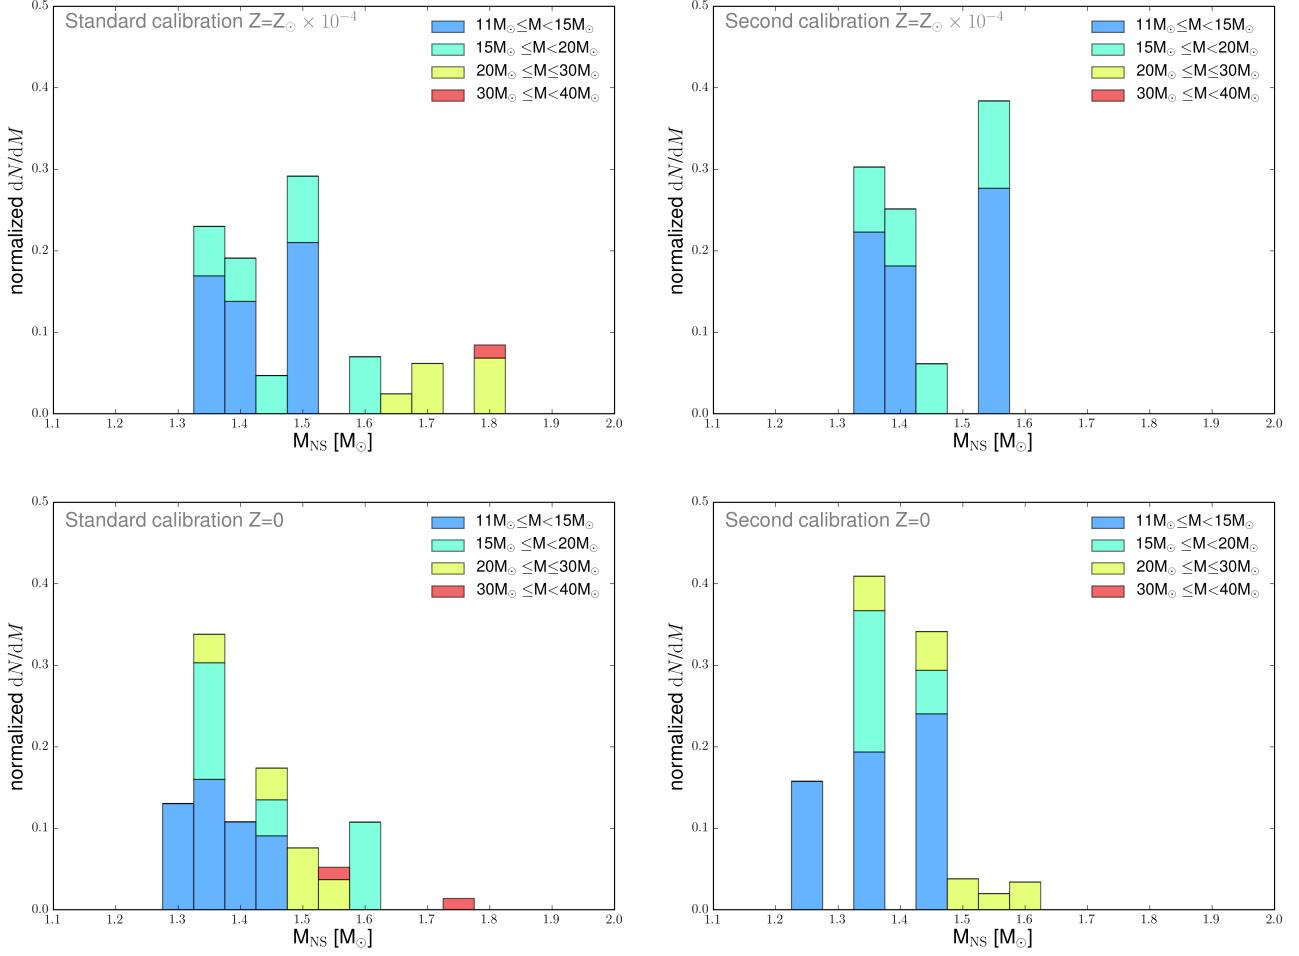 Standard calibration Z=Z⊙ × 10⁻⁴
11M⊙≤M<15M⊙
15M⊙ ≤M<20M⊙
20M⊙ ≤M≤30M⊙
30M⊙ ≤M<40M⊙
normalized dN/dM
0.5
0.4
0.3
0.2
0.1
0.0
1.1 1.2 1.3 1.4 1.5 1.6 1.7 1.8 1.9 2.0
M_NS [M⊙]
Second calibration Z=Z⊙ × 10⁻⁴
11M⊙≤M<15M⊙
15M⊙ ≤M<20M⊙
20M⊙ ≤M≤30M⊙
30M⊙ ≤M<40M⊙
normalized dN/dM
0.5
0.4
0.3
0.2
0.1
0.0
1.1 1.2 1.3 1.4 1.5 1.6 1.7 1.8 1.9 2.0
M_NS [M⊙]
Standard calibration Z=0
11M⊙≤M<15M⊙
15M⊙ ≤M<20M⊙
20M⊙ ≤M≤30M⊙
30M⊙ ≤M<40M⊙
normalized dN/dM
0.5
0.4
0.3
0.2
0.1
0.0
1.1 1.2 1.3 1.4 1.5 1.6 1.7 1.8 1.9 2.0
M_NS [M⊙]
Second calibration Z=0
11M⊙≤M<15M⊙
15M⊙ ≤M<20M⊙
20M⊙ ≤M≤30M⊙
30M⊙ ≤M<40M⊙
normalized dN/dM
0.5
0.4
0.3
0.2
0.1
0.0
1.1 1.2 1.3 1.4 1.5 1.6 1.7 1.8 1.9 2.0
M_NS [M⊙]